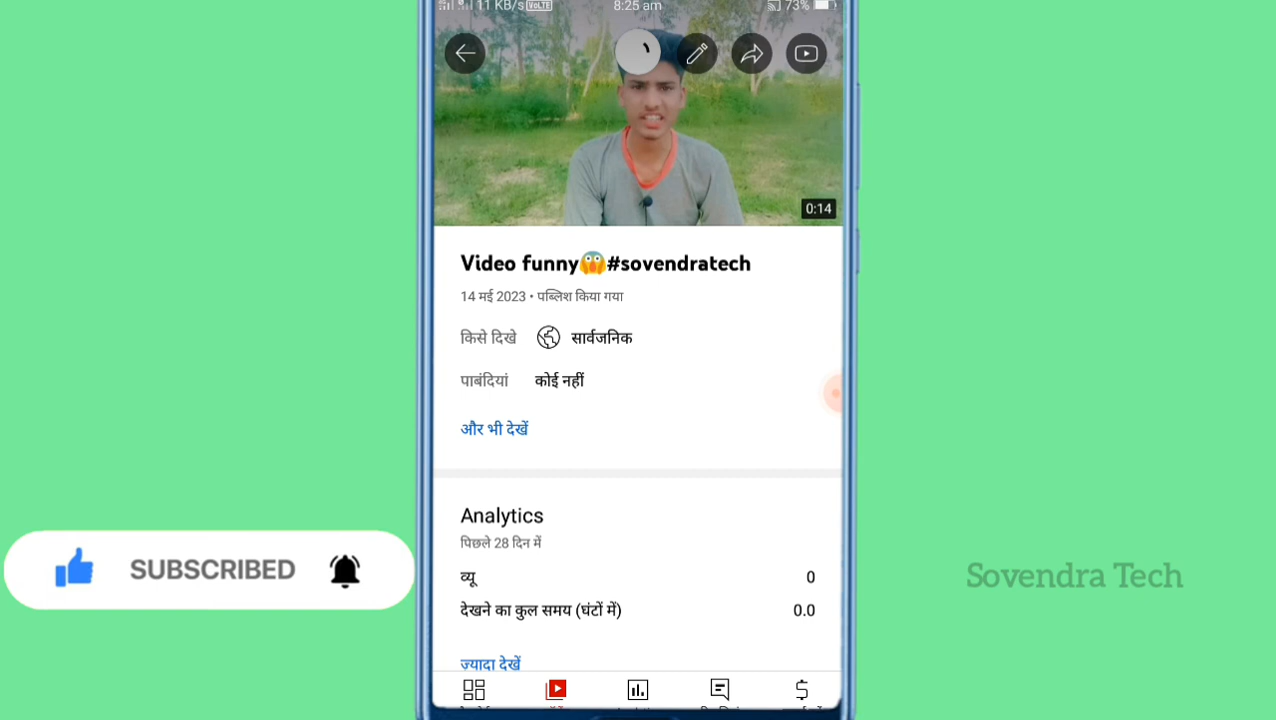 11 KB/s VoLTE 8:25 am 73%
0:14
Video funny😱#sovendratech
14 मई 2023 • पब्लिश किया गया
किसे दिखे सार्वजनिक
पाबंदियां कोई नहीं
और भी देखें
Analytics
पिछले 28 दिन में
व्यू 0
देखने का कुल समय (घंटों में) 0.0
ज़्यादा देखें
SUBSCRIBED
Sovendra Tech